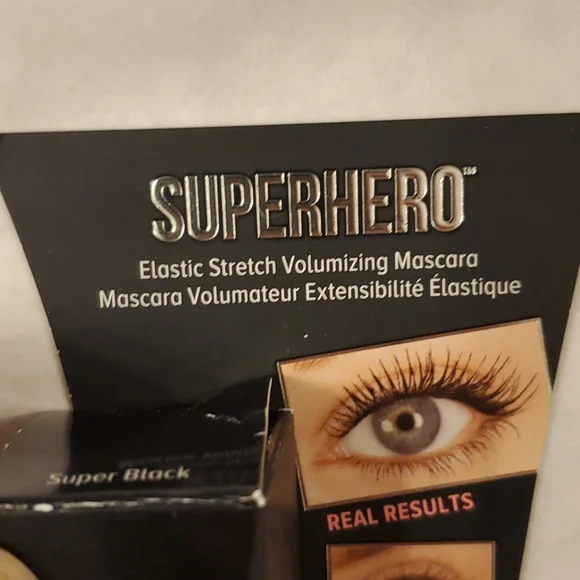 SUPERHERO™
Elastic Stretch Volumizing Mascara
Mascara Volumateur Extensibilité Élastique
Super Black
REAL RESULTS